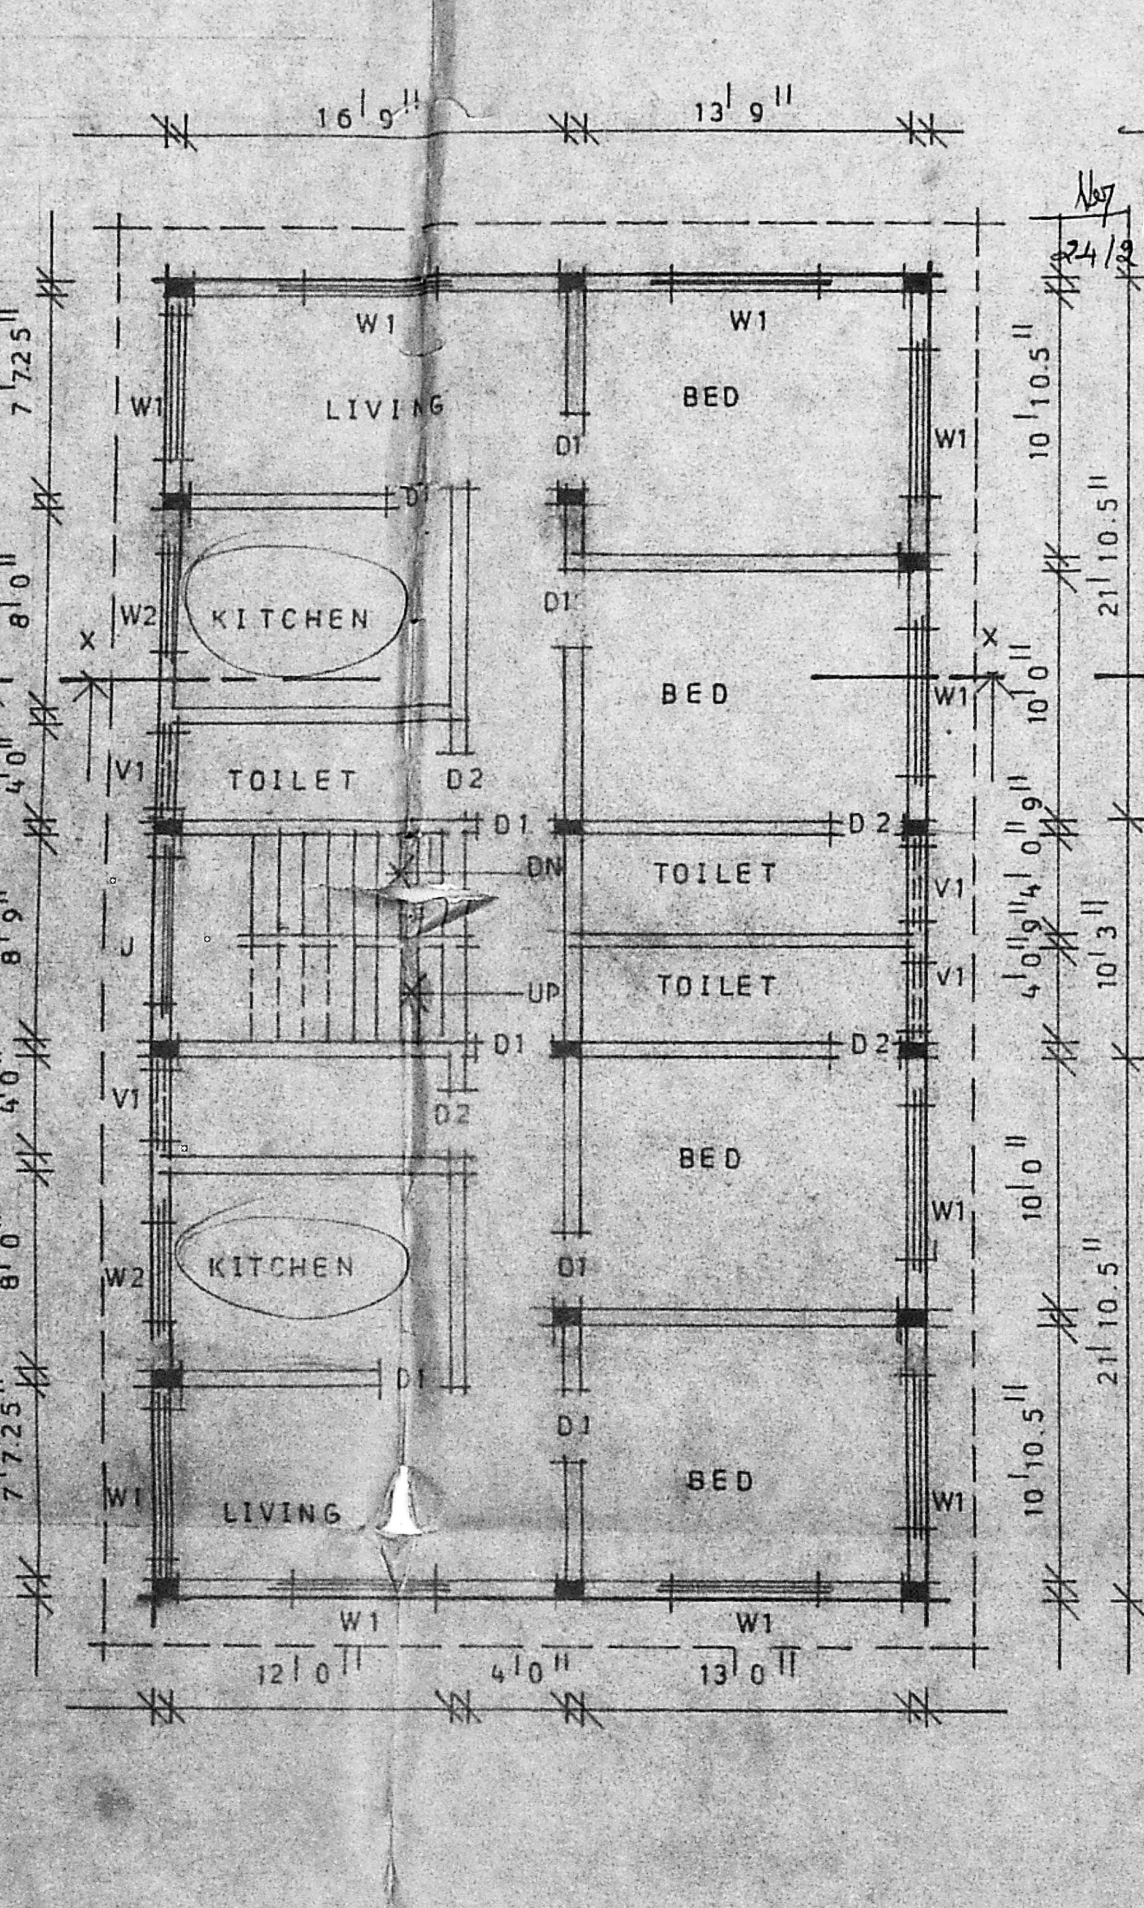 16' 9"
13' 9"
24/2
W1
W1
7'7.25"
W1
LIVING
BED
10'10.5"
D1
W1
D1
21'10.5"
8'0"
W2
KITCHEN
D1
X
X
BED
W1
10'0"
4'0"
V1
TOILET
D2
D1
D2
9"
DN
TOILET
V1
4'0"
8'9"
J
9"
10'3"
UP
TOILET
V1
4'0"
D1
D2
4'0"
V1
D2
BED
10'0"
W1
8'0"
W2
KITCHEN
D1
D1
21'10.5"
D1
7'7.25"
W1
LIVING
BED
W1
10'10.5"
W1
W1
12'0"
4'0"
13'0"